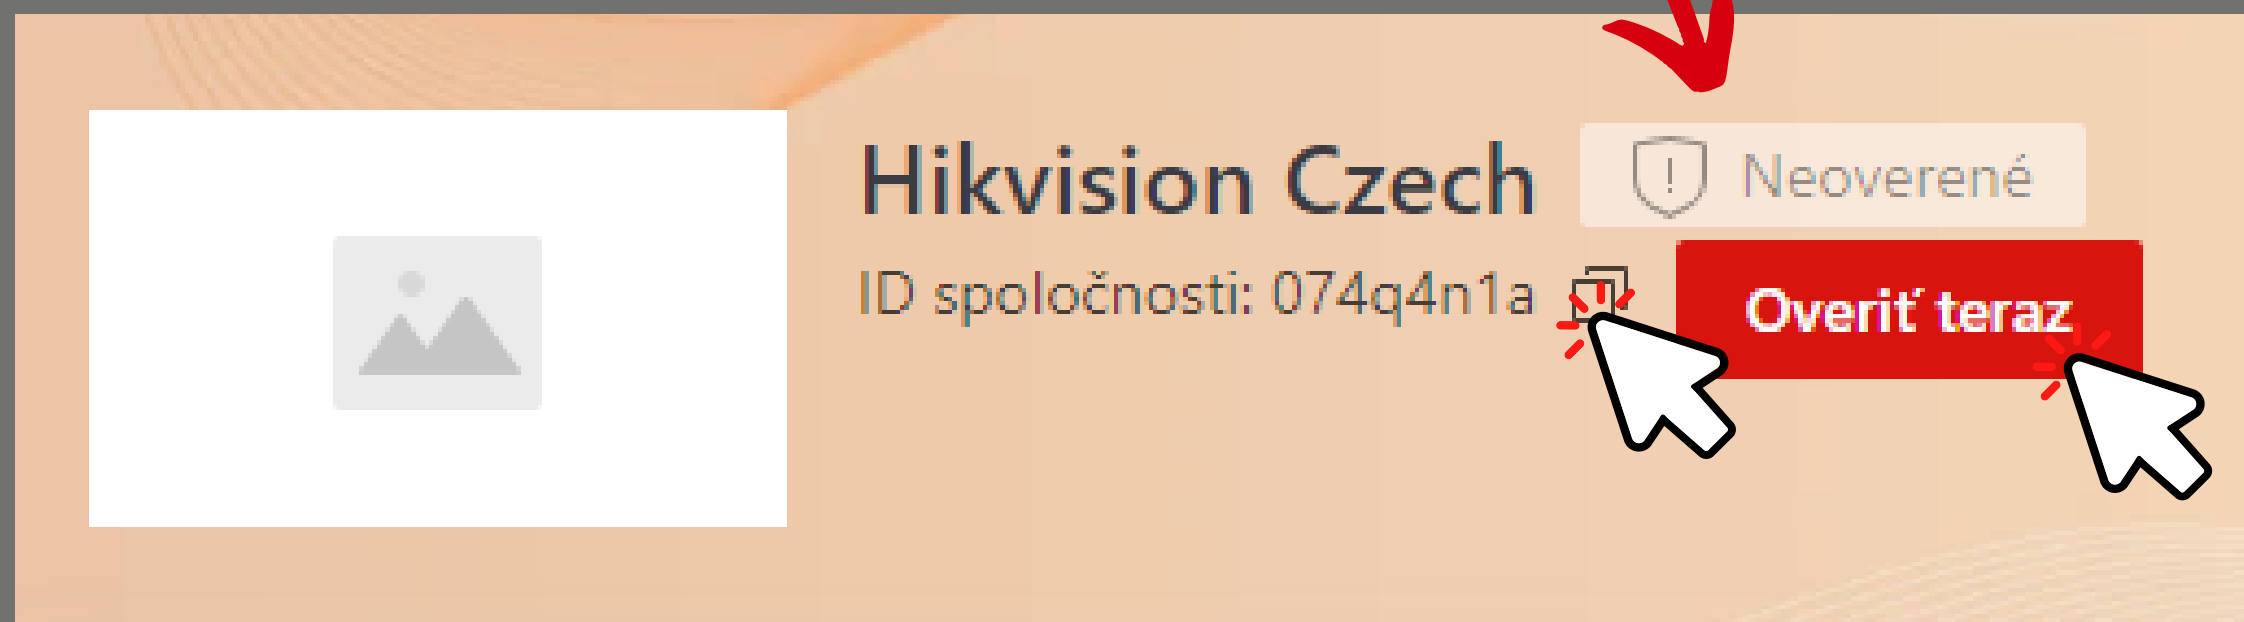 Hikvision Czech Neoverené
ID spoločnosti: 074q4n1a
Overiť teraz